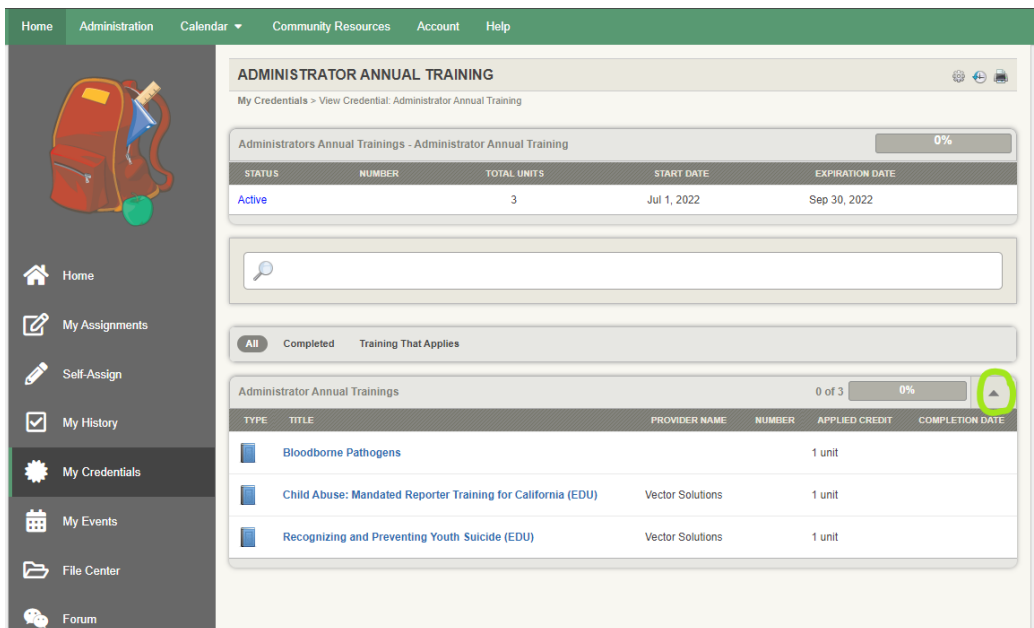 Home Administration Calendar Community Resources Account Help
ADMINISTRATOR ANNUAL TRAINING
My Credentials > View Credential: Administrator Annual Training
Administrators Annual Trainings - Administrator Annual Training 0%
STATUS NUMBER TOTAL UNITS START DATE EXPIRATION DATE
Active 3 Jul 1, 2022 Sep 30, 2022
Home
My Assignments
Self-Assign
My History
My Credentials
My Events
File Center
Forum
All Completed Training That Applies
Administrator Annual Trainings 0 of 3 0%
TYPE TITLE PROVIDER NAME NUMBER APPLIED CREDIT COMPLETION DATE
Bloodborne Pathogens 1 unit
Child Abuse: Mandated Reporter Training for California (EDU) Vector Solutions 1 unit
Recognizing and Preventing Youth Suicide (EDU) Vector Solutions 1 unit